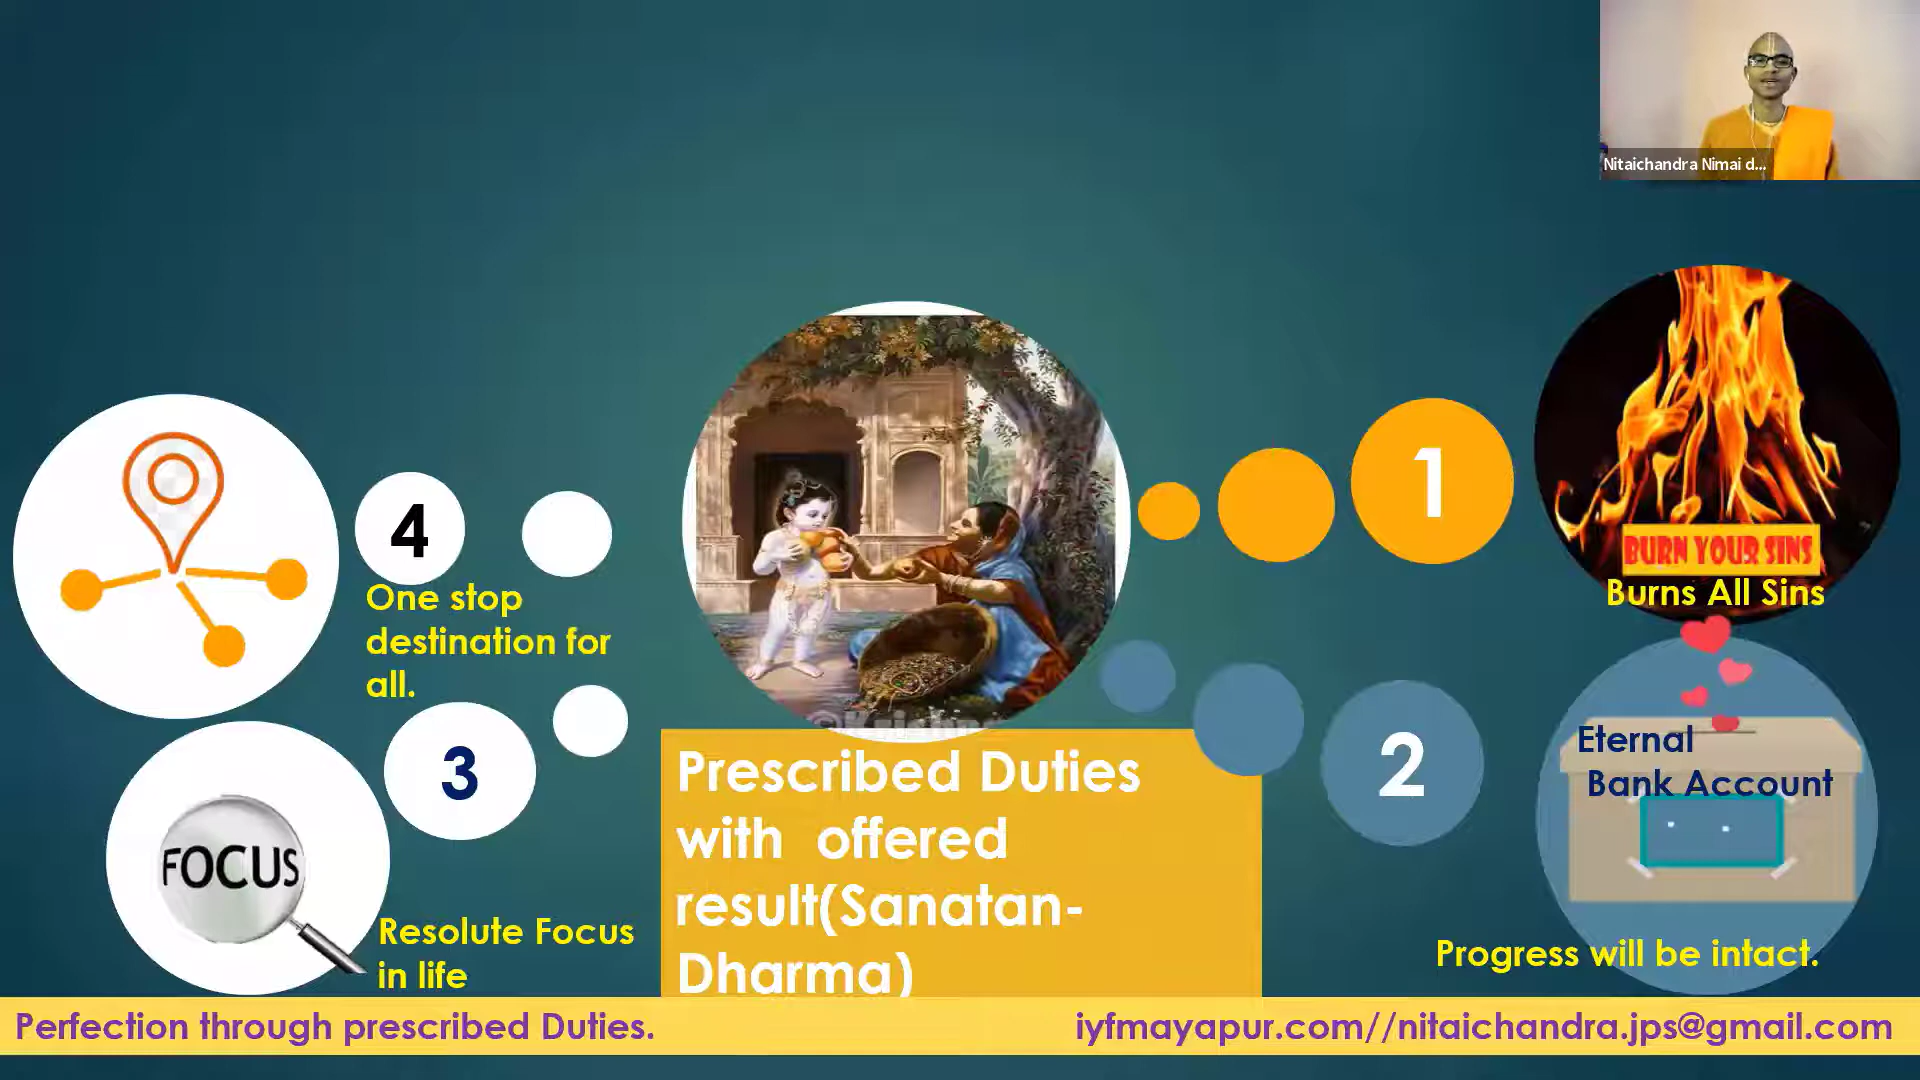 Nitaichandra Nimai d...
1
BURN YOUR SINS
Burns All Sins
4
One stop
destination for
all.
2
Eternal
Bank Account
Progress will be intact.
3
FOCUS
Resolute Focus
in life
©Krishna
Prescribed Duties
with offered
result(Sanatan-
Dharma)
Perfection through prescribed Duties.
iyfmayapur.com//nitaichandra.jps@gmail.com